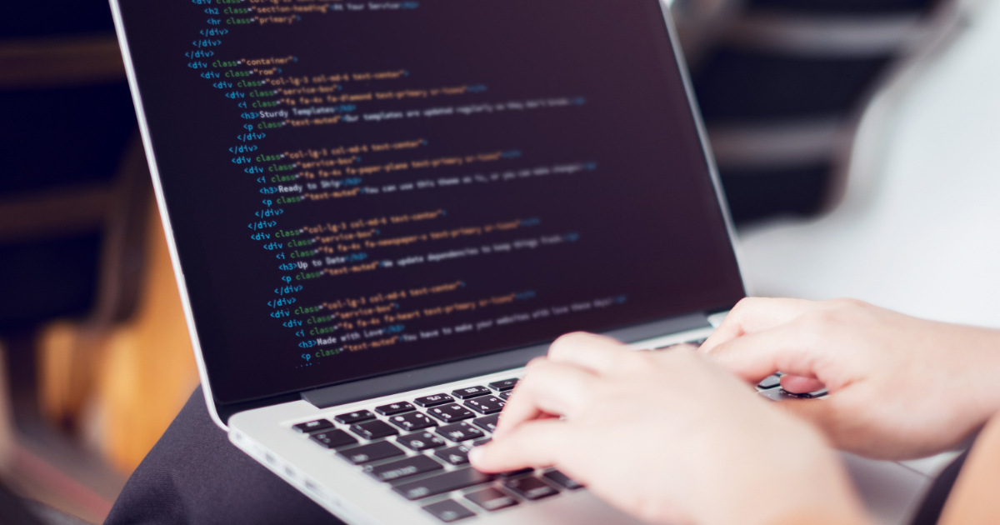 <div class="col-lg-12 text-center">
<h2 class="section-heading">At Your Service</h2>
<hr class="primary">
</div>
</div>
</div>
<div class="container">
<div class="row">
<div class="col-lg-3 col-md-6 text-center">
<div class="service-box">
<i class="fa fa-4x fa-diamond text-primary sr-icons"></i>
<h3>Sturdy Templates</h3>
<p class="text-muted">Our templates are updated regularly so they don't break.</p>
</div>
</div>
<div class="col-lg-3 col-md-6 text-center">
<div class="service-box">
<i class="fa fa-4x fa-paper-plane text-primary sr-icons"></i>
<h3>Ready to Ship</h3>
<p class="text-muted">You can use this theme as is, or you can make changes!</p>
</div>
</div>
<div class="col-lg-3 col-md-6 text-center">
<div class="service-box">
<i class="fa fa-4x fa-newspaper-o text-primary sr-icons"></i>
<h3>Up to Date</h3>
<p class="text-muted">We update dependencies to keep things fresh.</p>
</div>
</div>
<div class="col-lg-3 col-md-6 text-center">
<div class="service-box">
<i class="fa fa-4x fa-heart text-primary sr-icons"></i>
<h3>Made with Love</h3>
<p class="text-muted">You have to make your websites with love these days!</p>